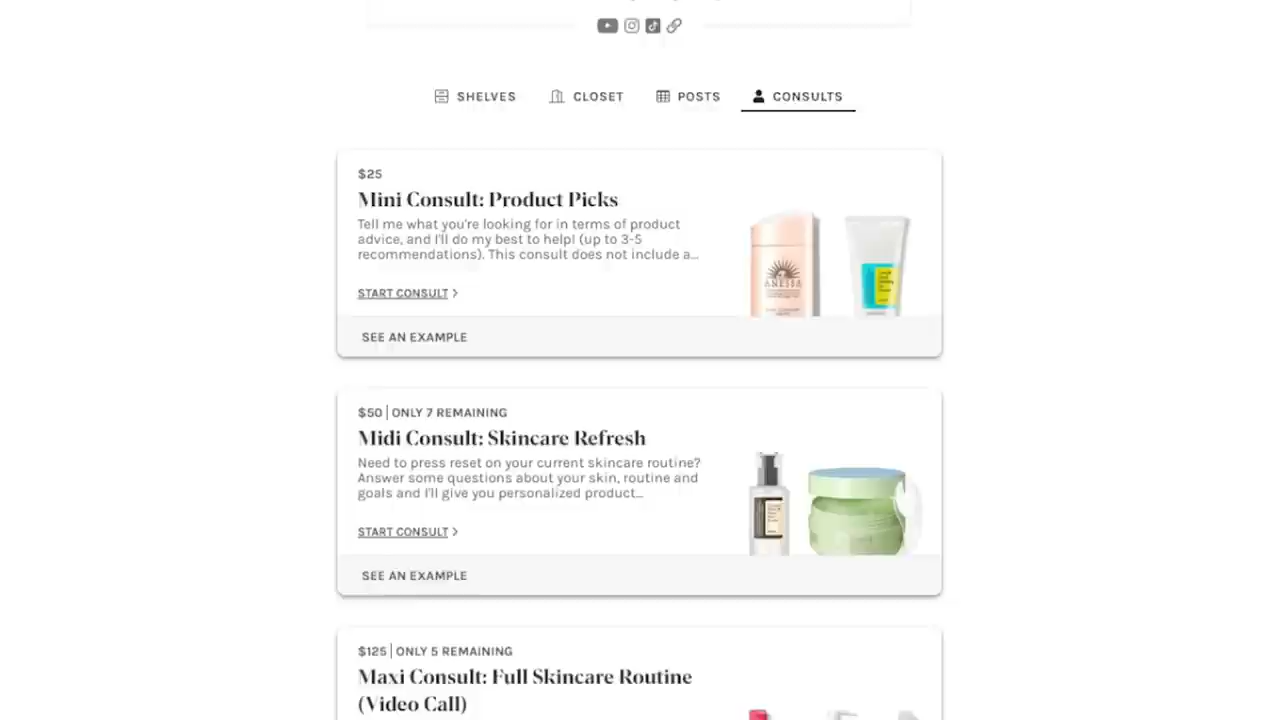 SHELVES
CLOSET
POSTS
CONSULTS
$25
Mini Consult: Product Picks
Tell me what you're looking for in terms of product
advice, and I'll do my best to help! (up to 3-5
recommendations). This consult does not include a...
START CONSULT >
ANESSA
SEE AN EXAMPLE
$50 | ONLY 7 REMAINING
Midi Consult: Skincare Refresh
Need to press reset on your current skincare routine?
Answer some questions about your skin, routine and
goals and I'll give you personalized product...
START CONSULT >
SEE AN EXAMPLE
$125 | ONLY 5 REMAINING
Maxi Consult: Full Skincare Routine
(Video Call)